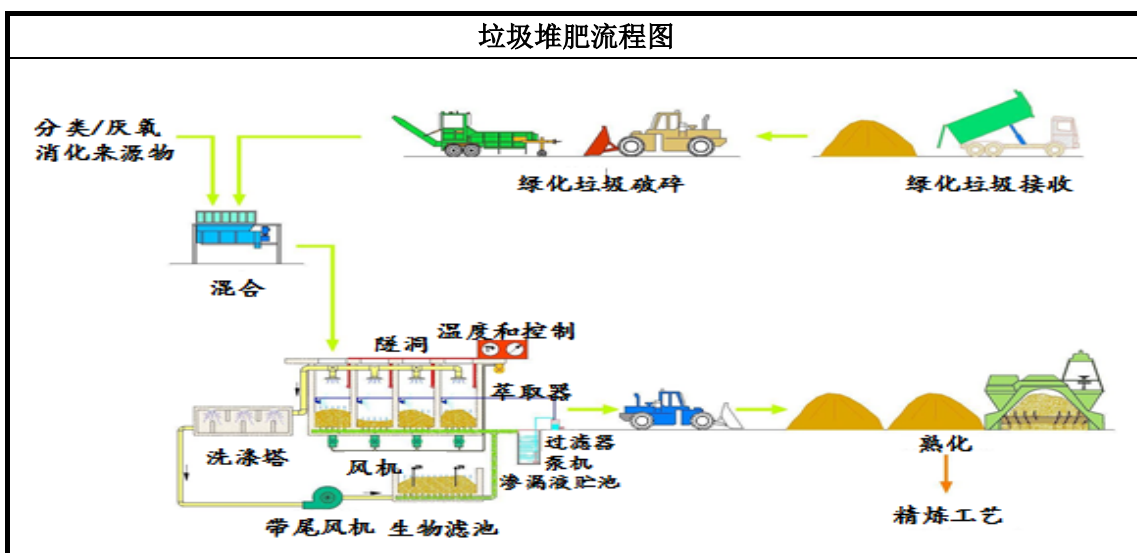 垃圾堆肥流程图
分类/厌氧
消化来源物
绿化垃圾破碎
绿化垃圾接收
混合
温度和控制
隧洞
萃取器
洗涤塔
风机
过滤器
泵机
渗漏液贮池
熟化
带尾风机
生物滤池
精炼工艺